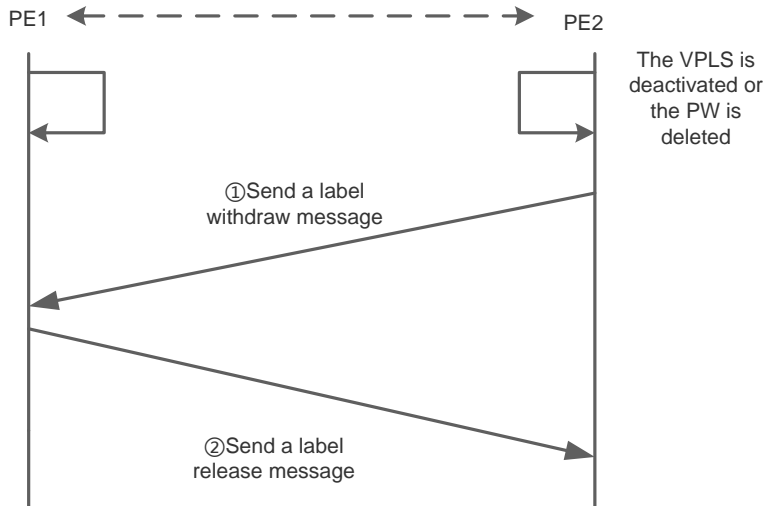 PE1
PE2
The VPLS is
deactivated or
the PW is
deleted
①Send a label
withdraw message
②Send a label
release message